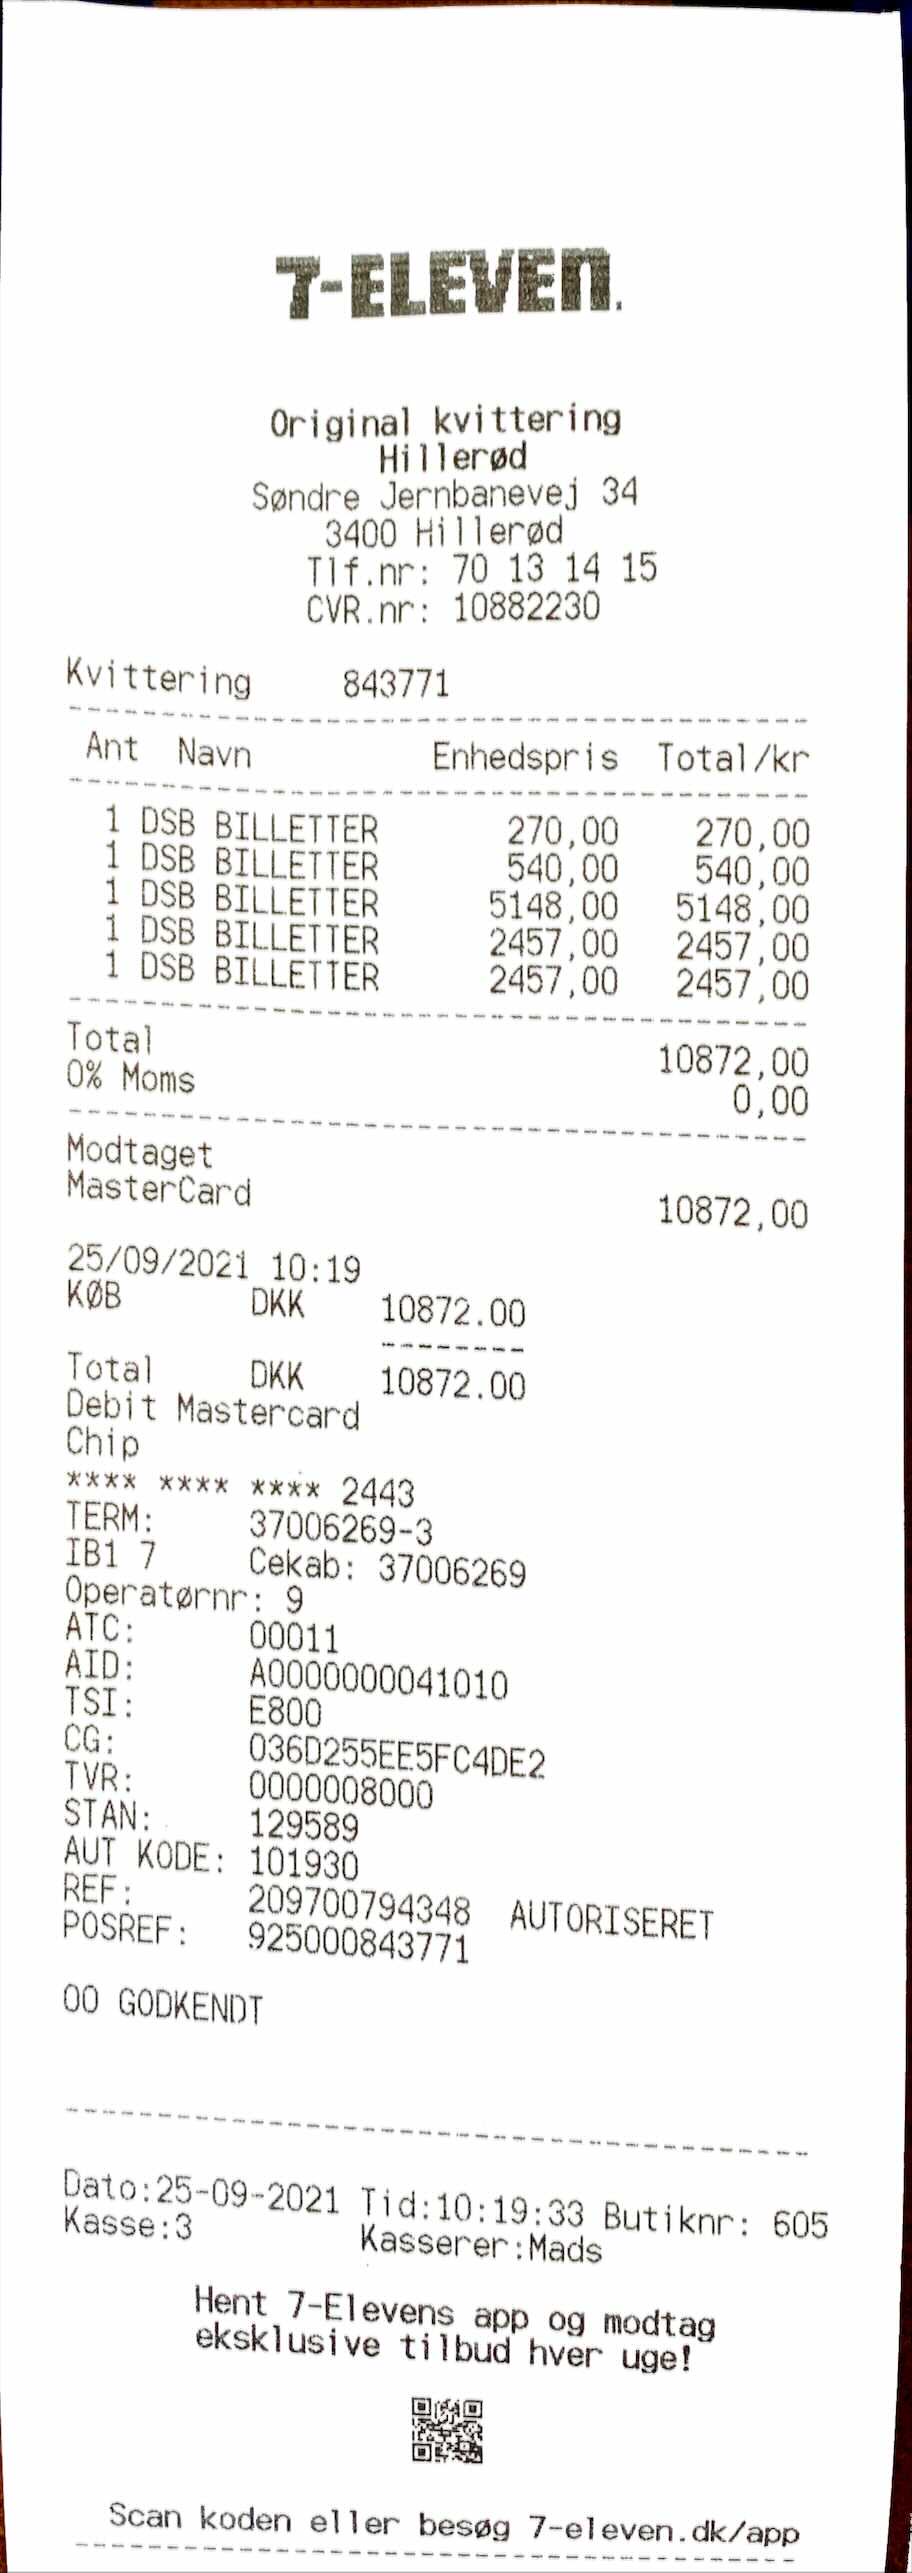 7-ELEVEn.
Original kvittering
Hillerød
Søndre Jernbanevej 34
3400 Hillerød
Tlf.nr: 70 13 14 15
CVR.nr: 10882230
Kvittering 843771
Ant Navn Enhedspris Total/kr
1 DSB BILLETTER 270,00 270,00
1 DSB BILLETTER 540,00 540,00
1 DSB BILLETTER 5148,00 5148,00
1 DSB BILLETTER 2457,00 2457,00
1 DSB BILLETTER 2457,00 2457,00
Total 10872,00
0% Moms 0,00
Modtaget
MasterCard 10872,00
25/09/2021 10:19
KØB DKK 10872.00
Total DKK 10872.00
Debit Mastercard
Chip
**** **** **** 2443
TERM: 37006269-3
IB1 7 Cekab: 37006269
Operatørnr: 9
ATC: 00011
AID: A0000000041010
TSI: E800
CG: 036D255EE5FC4DE2
TVR: 0000008000
STAN: 129589
AUT KODE: 101930
REF: 209700794348 AUTORISERET
POSREF: 925000843771
00 GODKENDT
Dato:25-09-2021 Tid:10:19:33 Butiknr: 605
Kasse:3 Kasserer:Mads
Hent 7-Elevens app og modtag
eksklusive tilbud hver uge!
Scan koden eller besøg 7-eleven.dk/app